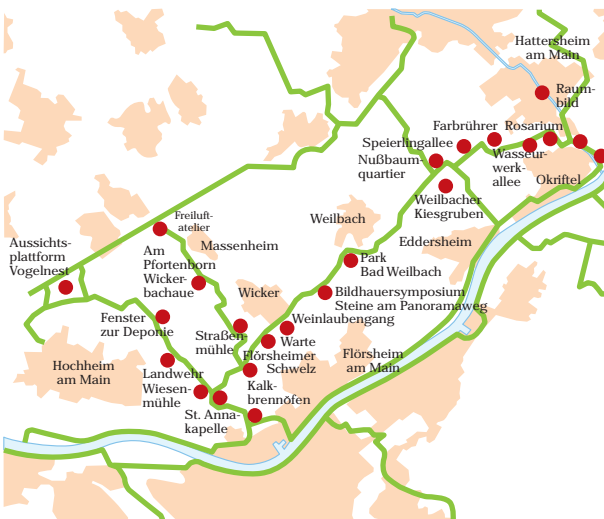 Hattersheim
am Main
Raum-
bild
Farbrührer
Rosarium
Speierlingallee
Nußbaum-
quartier
Wasseur-
werk-
allee
Okriftel
Weilbacher
Kiesgruben
Weilbach
Eddersheim
Freiluft-
atelier
Massenheim
Aussichts-
plattform
Vogelnest
Am
Pfortenborn
Wicker-
bachaue
Park
Bad Weilbach
Wicker
Bildhauersymposium
Steine am Panoramaweg
Weinlaubengang
Fenster
zur Deponie
Straßen-
mühle
Warte
Flörsheimer
Schweiz
Flörsheim
am Main
Hochheim
am Main
Landwehr
Wiesen-
mühle
Kalk-
brennöfen
St. Anna-
kapelle